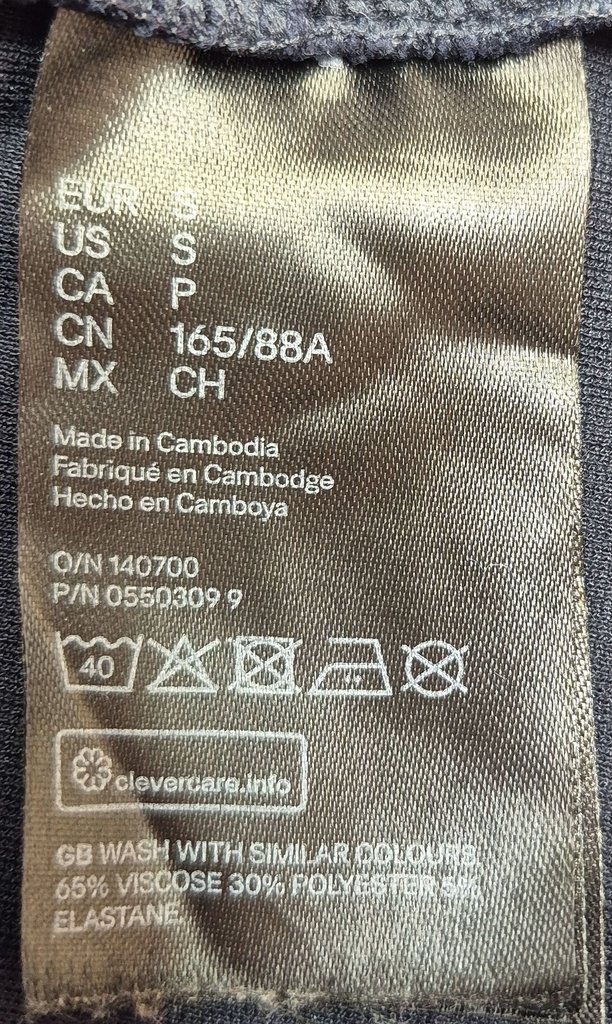 EUR S
US S
CA P
CN 165/88A
MX CH
Made in Cambodia
Fabriqué en Cambodge
Hecho en Camboya
O/N 140700
P/N 0550309 9
40
clevercare.info
GB WASH WITH SIMILAR COLOURS.
65% VISCOSE 30% POLYESTER 5%
ELASTANE